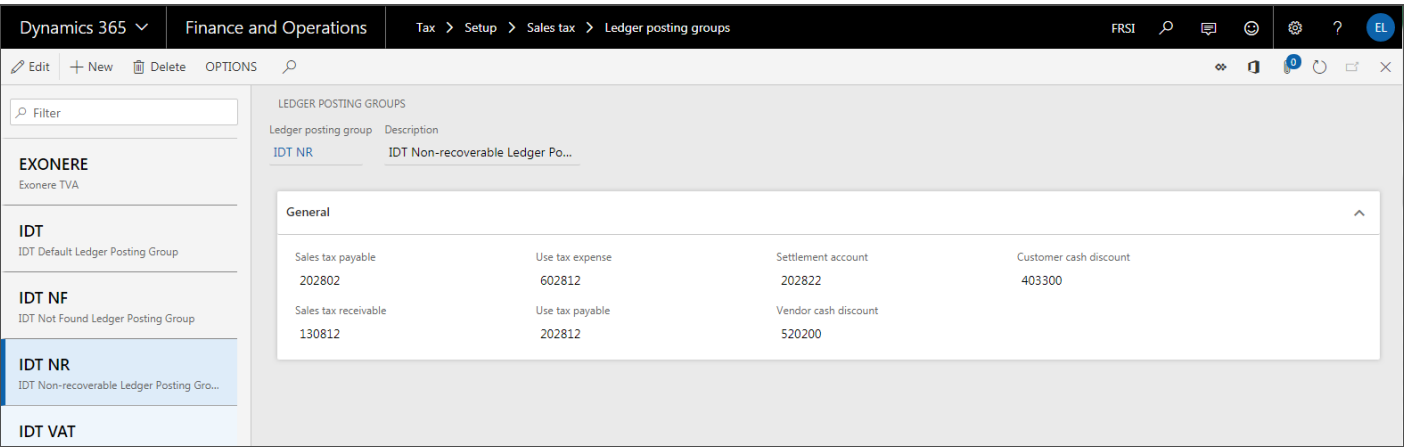 Dynamics 365 Finance and Operations Tax > Setup > Sales tax > Ledger posting groups FRSI ? EL
Edit + New Delete OPTIONS 0
Filter
EXONERE
Exonere TVA
IDT
IDT Default Ledger Posting Group
IDT NF
IDT Not Found Ledger Posting Group
IDT NR
IDT Non-recoverable Ledger Posting Gro...
IDT VAT
LEDGER POSTING GROUPS
Ledger posting group Description
IDT NR IDT Non-recoverable Ledger Po...
General
Sales tax payable Use tax expense Settlement account Customer cash discount
202802 602812 202822 403300
Sales tax receivable Use tax payable Vendor cash discount
130812 202812 520200